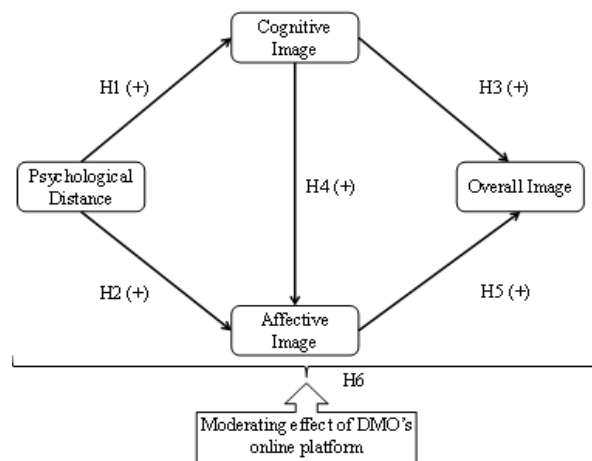 Cognitive
Image
H1 (+)
H3 (+)
Psychological
Distance
H4 (+)
Overall Image
H2 (+)
H5 (+)
Affective
Image
H6
Moderating effect of DMO's
online platform